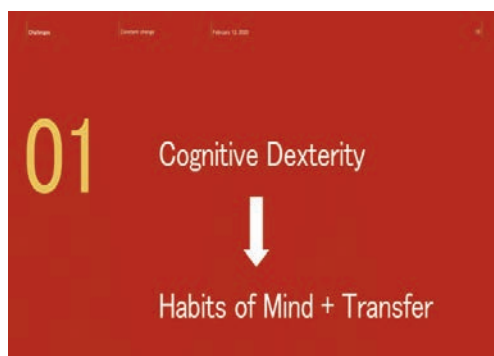 Challenges
Constant change
February 13, 2020
01
Cognitive Dexterity
Habits of Mind + Transfer